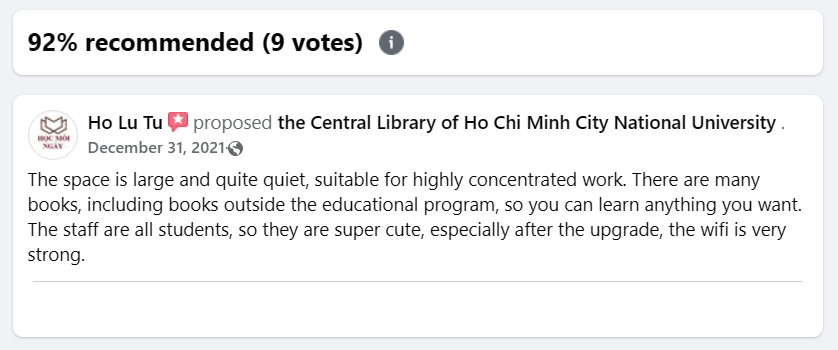 92% recommended (9 votes)
Ho Lu Tu proposed the Central Library of Ho Chi Minh City National University .
December 31, 2021
HỌC MỖI
NGÀY
The space is large and quite quiet, suitable for highly concentrated work. There are many
books, including books outside the educational program, so you can learn anything you want.
The staff are all students, so they are super cute, especially after the upgrade, the wifi is very
strong.